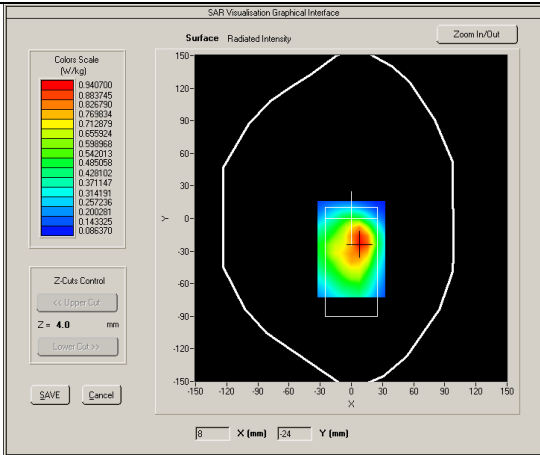 SAR Visualisation Graphical Interface
Surface Radiated Intensity
Zoom In/Out
Colors Scale
(W/kg)
0.940700
0.883745
0.826790
0.769834
0.712879
0.655924
0.598968
0.542013
0.485058
0.428102
0.371147
0.314191
0.257236
0.200281
0.143325
0.086370
Z-Cuts Control
<< Upper Cut
Z = 4.0 mm
Lower Cut >>
SAVE Cancel
150
120
90
60
30
0
-30
-60
-90
-120
-150
Y
-150 -120 -90 -60 -30 0 30 60 90 120 150
X
8 X (mm) -24 Y (mm)